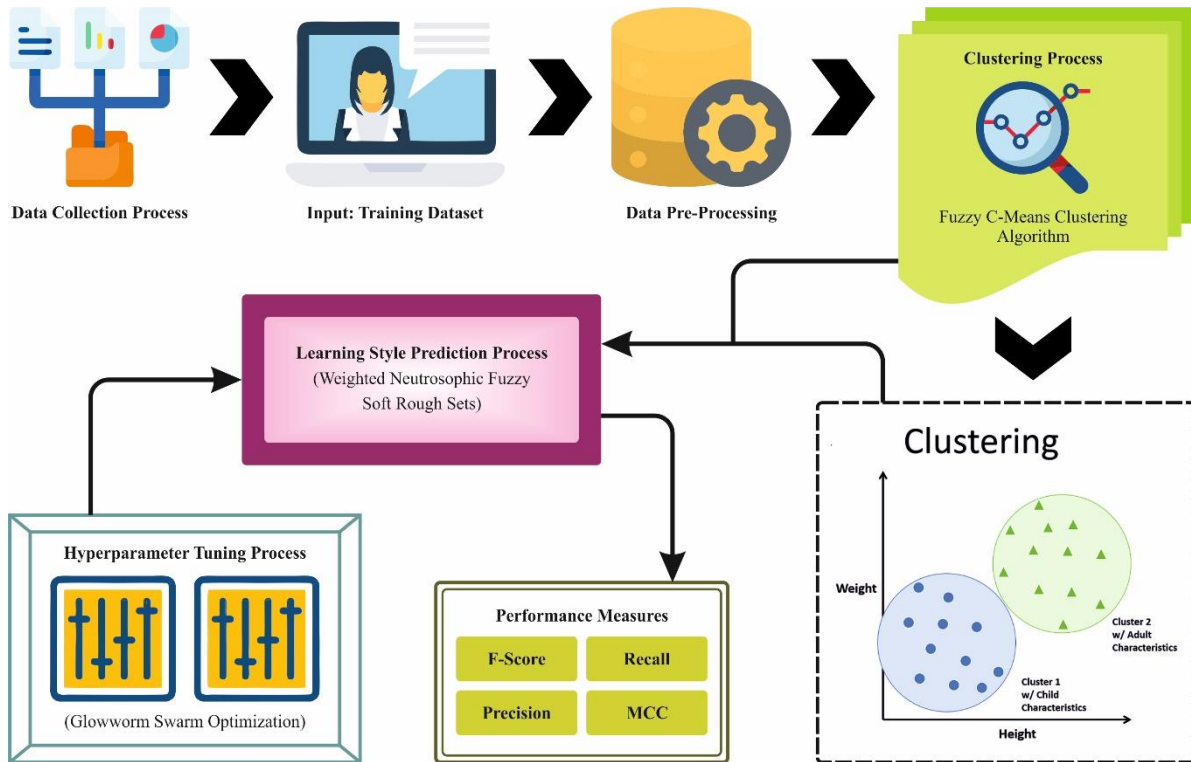 Data Collection Process
Input: Training Dataset
Data Pre-Processing
Clustering Process
Fuzzy C-Means Clustering
Algorithm
Learning Style Prediction Process
(Weighted Neutrosophic Fuzzy
Soft Rough Sets)
Hyperparameter Tuning Process
(Glowworm Swarm Optimization)
Performance Measures
F-Score
Recall
Precision
MCC
Clustering
Weight
Cluster 2
w/ Adult
Characteristics
Cluster 1
w/ Child
Characteristics
Height